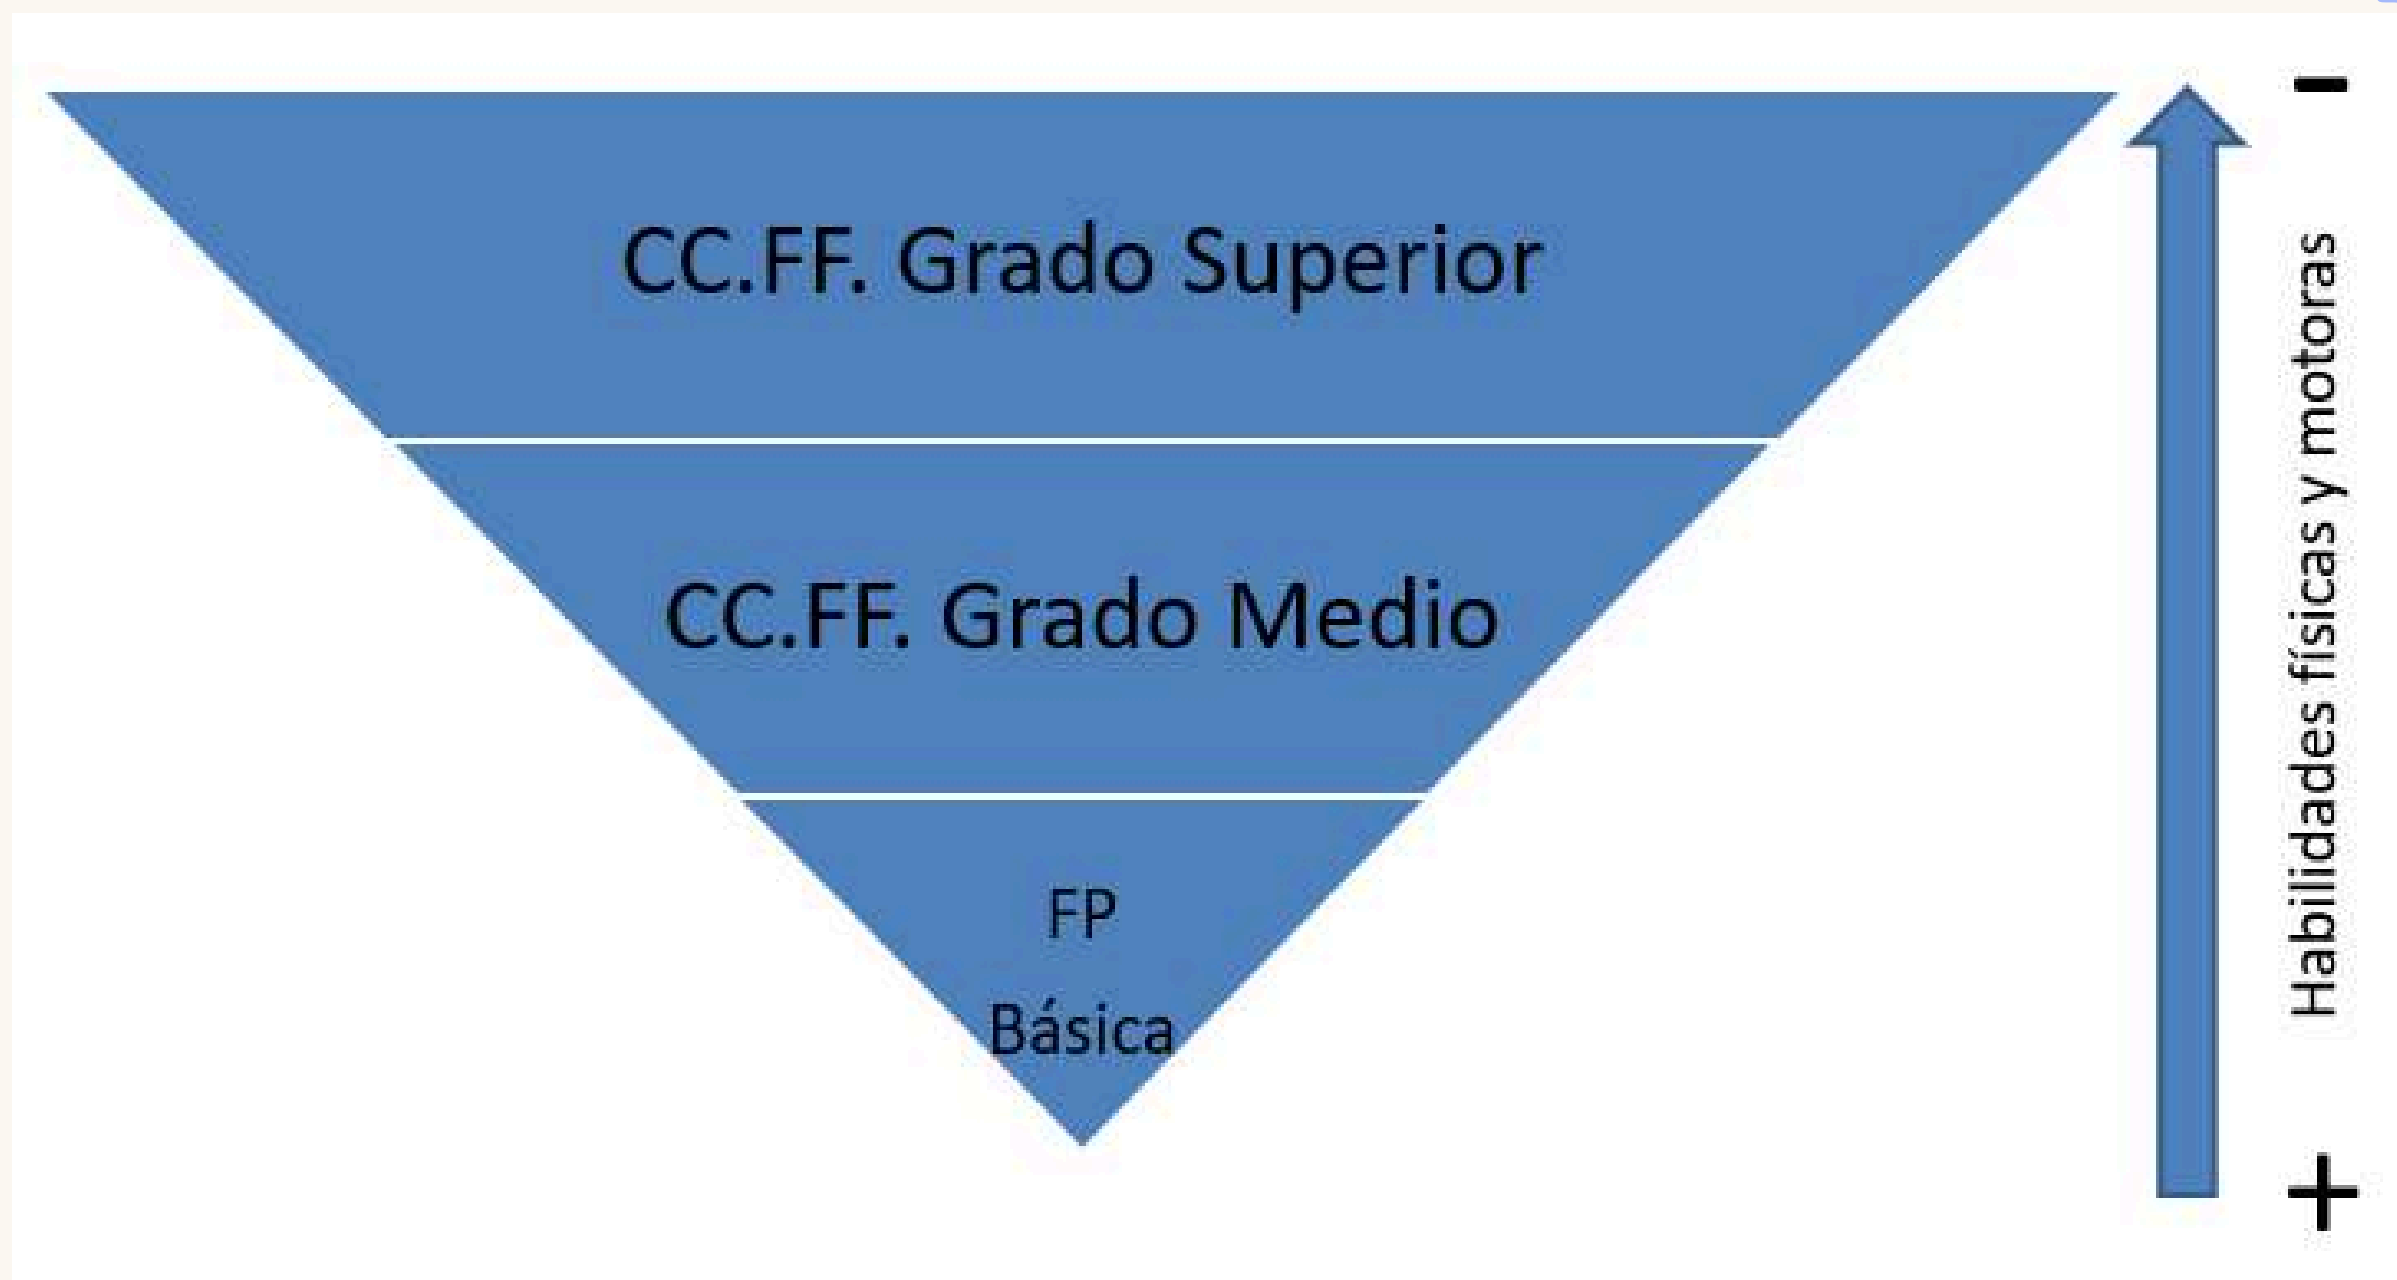 -
CC.FF. Grado Superior
CC.FF. Grado Medio
FP
Básica
Habilidades físicas y motoras
+